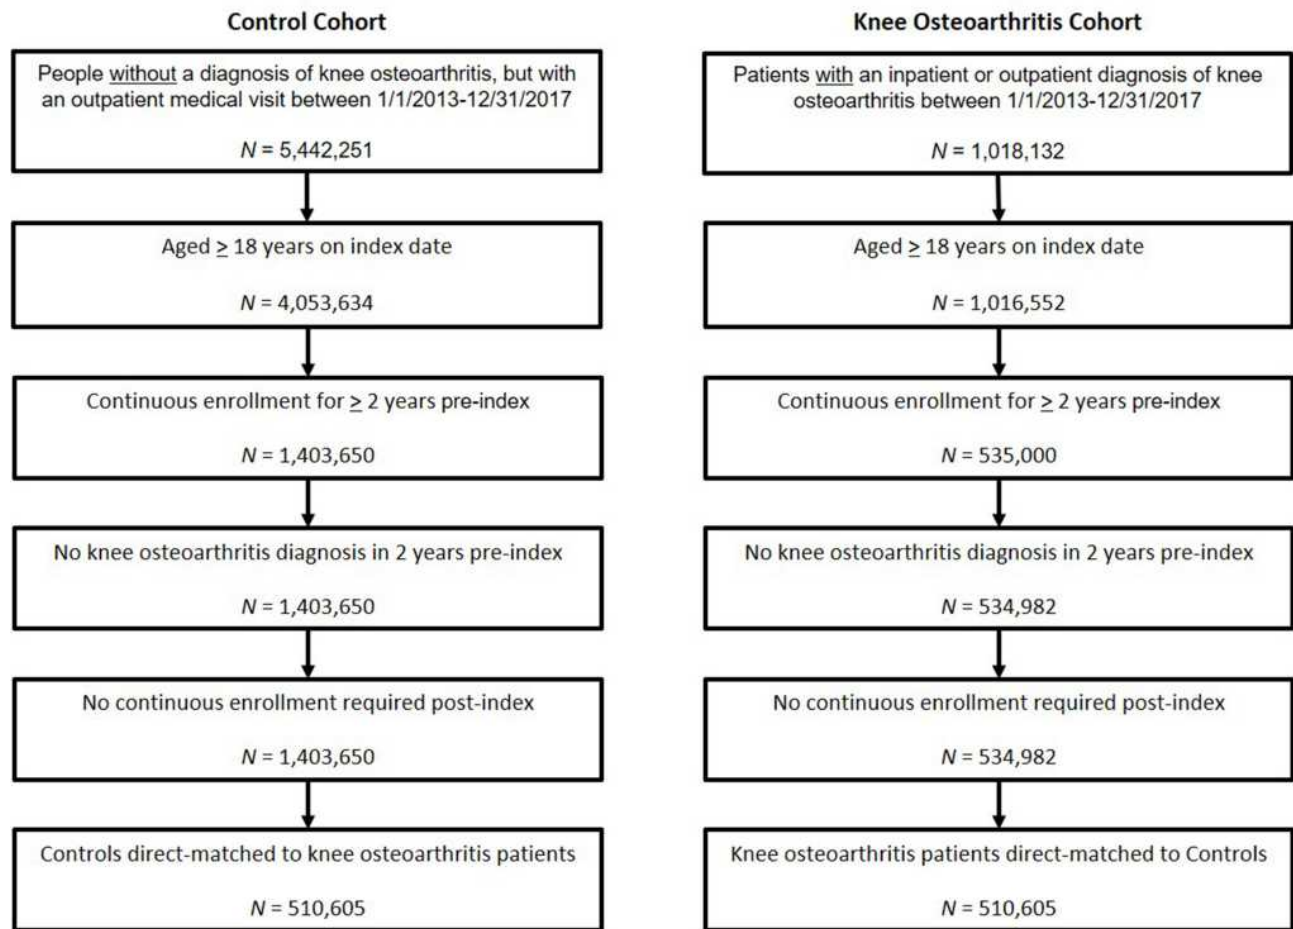 Control Cohort
People without a diagnosis of knee osteoarthritis, but with
an outpatient medical visit between 1/1/2013-12/31/2017
N = 5,442,251
Aged ≥ 18 years on index date
N = 4,053,634
Continuous enrollment for ≥ 2 years pre-index
N = 1,403,650
No knee osteoarthritis diagnosis in 2 years pre-index
N = 1,403,650
No continuous enrollment required post-index
N = 1,403,650
Controls direct-matched to knee osteoarthritis patients
N = 510,605
Knee Osteoarthritis Cohort
Patients with an inpatient or outpatient diagnosis of knee
osteoarthritis between 1/1/2013-12/31/2017
N = 1,018,132
Aged ≥ 18 years on index date
N = 1,016,552
Continuous enrollment for ≥ 2 years pre-index
N = 535,000
No knee osteoarthritis diagnosis in 2 years pre-index
N = 534,982
No continuous enrollment required post-index
N = 534,982
Knee osteoarthritis patients direct-matched to Controls
N = 510,605